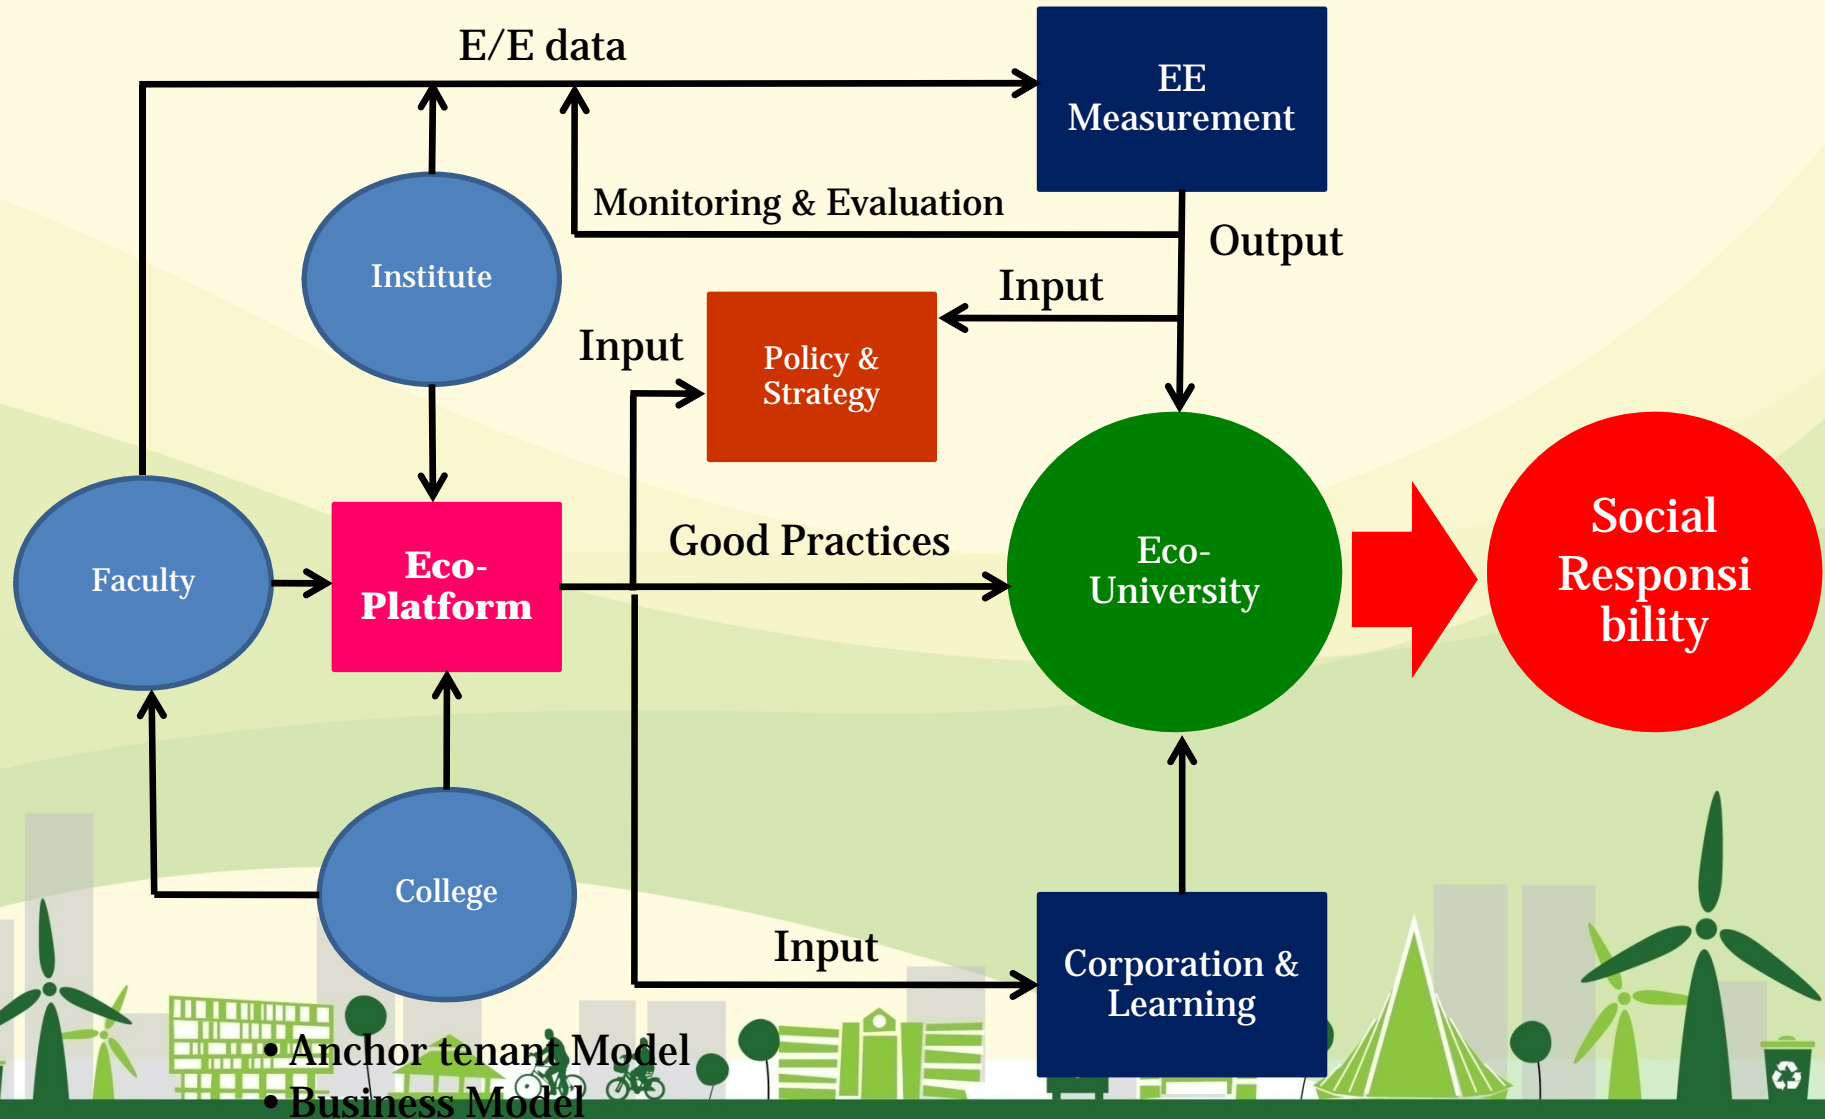 E/E data
EE
Measurement
Monitoring & Evaluation
Output
Institute
Input
Input
Policy &
Strategy
Good Practices
Faculty
Eco-
Platform
Eco-
University
Social
Responsi
bility
College
Input
Corporation &
Learning
• Anchor tenant Model
• Business Model